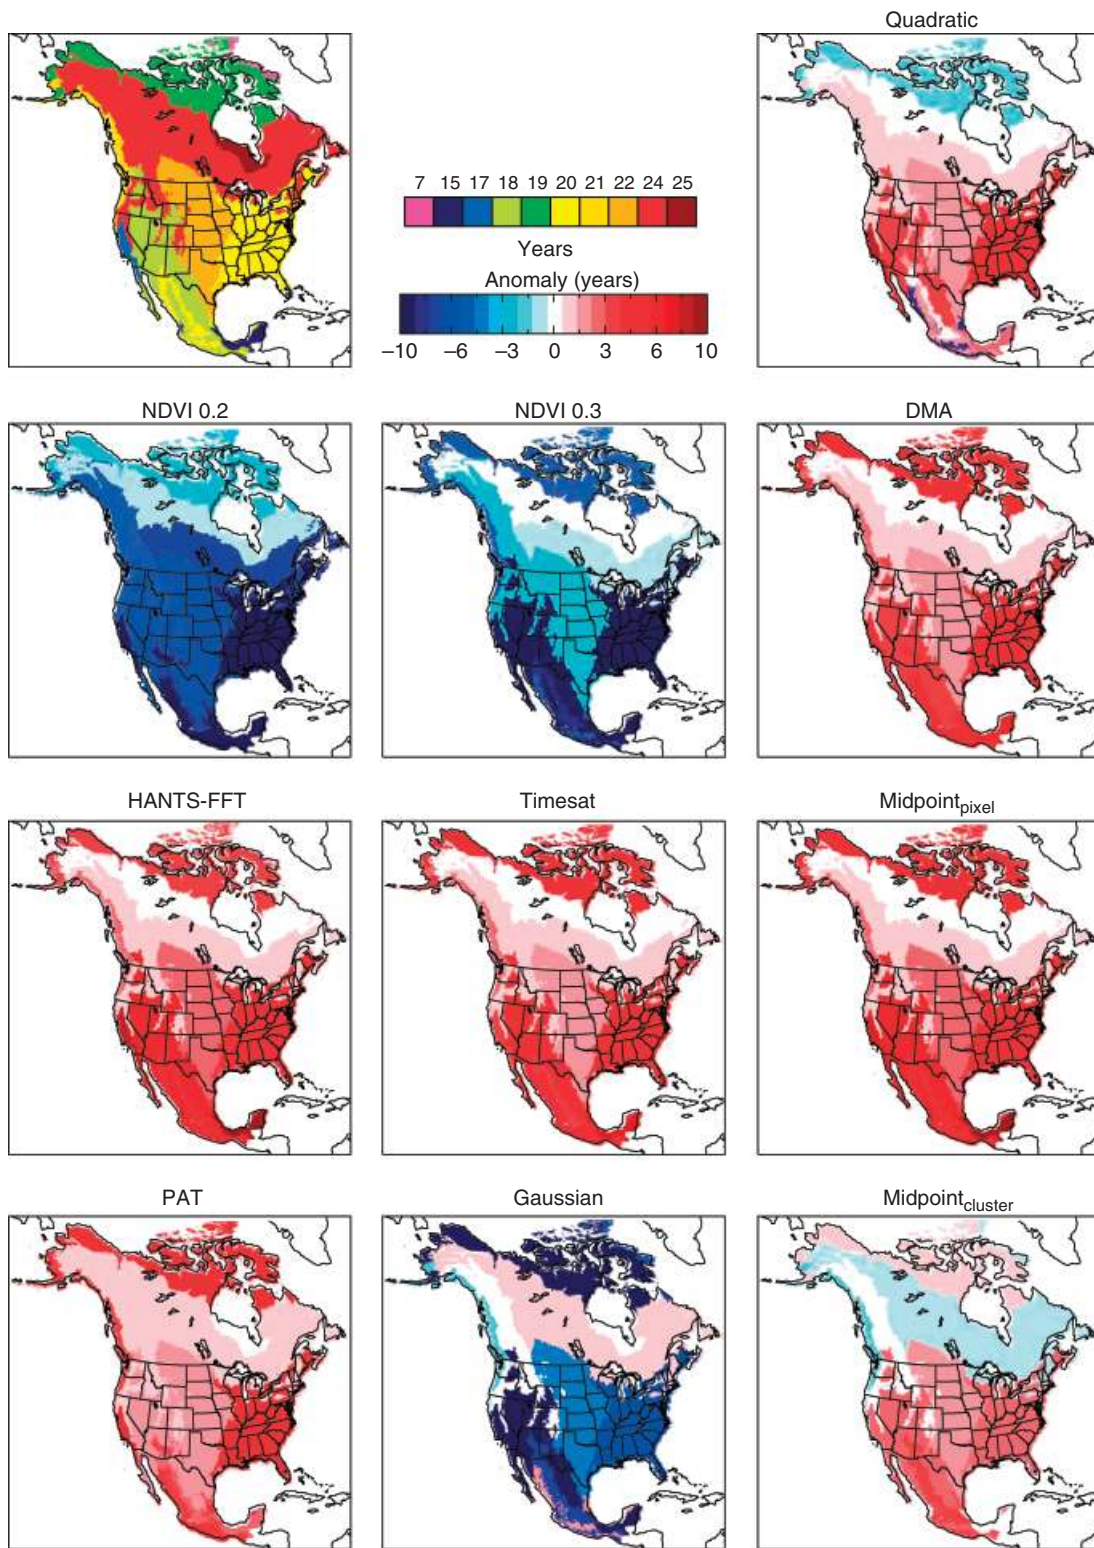 Quadratic
7 15 17 18 19 20 21 22 24 25
Years
Anomaly (years)
−10 −6 −3 0 3 6 10
NDVI 0.2 NDVI 0.3 DMA
HANTS-FFT Timesat Midpointpixel
PAT Gaussian Midpointcluster